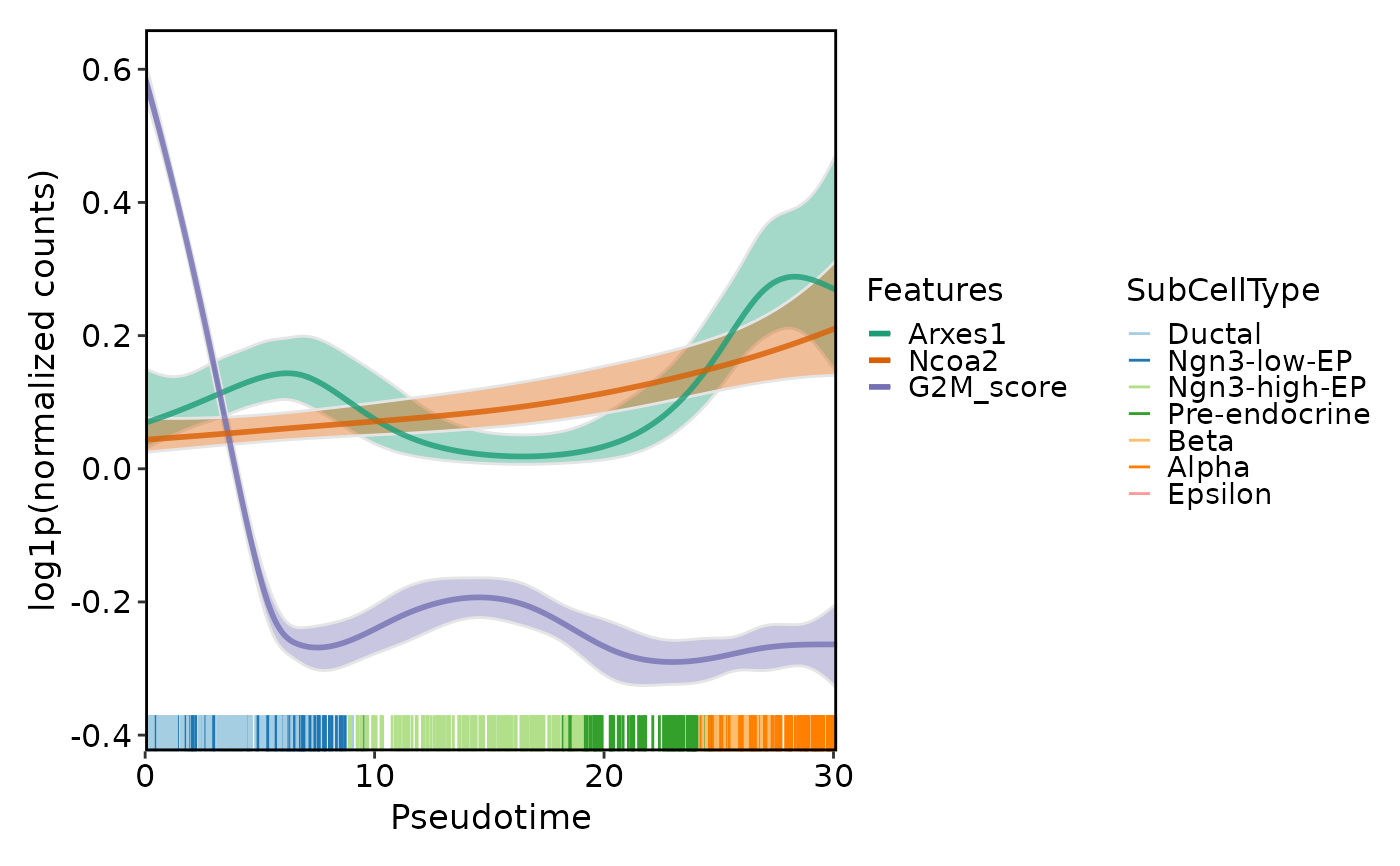 log1p(normalized counts)
0.6
0.4
0.2
0.0
-0.2
-0.4
0 10 20 30
Pseudotime
Features
Arxes1
Ncoa2
G2M_score
SubCellType
Ductal
Ngn3-low-EP
Ngn3-high-EP
Pre-endocrine
Beta
Alpha
Epsilon